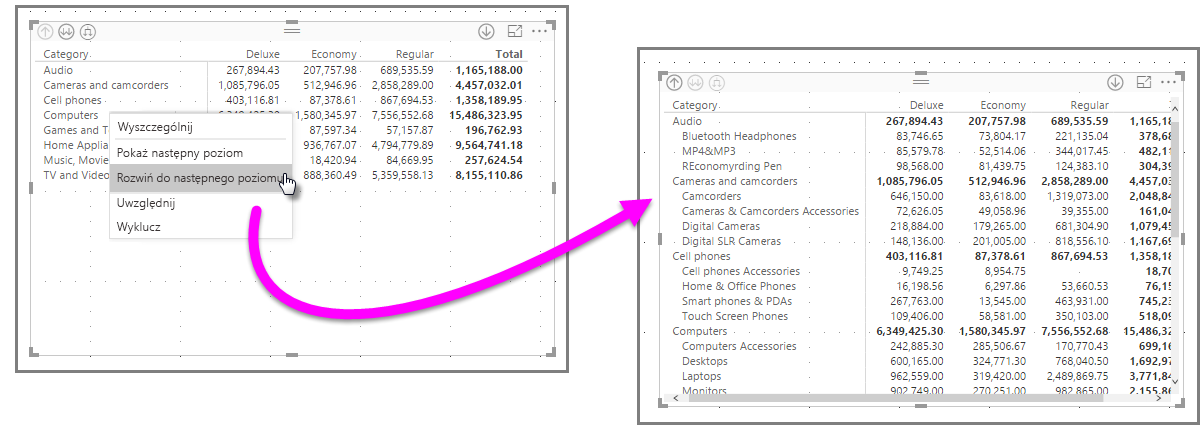 Category Deluxe Economy Regular Total
Audio 267,894.43 207,757.98 689,535.59 1,165,188.00
Cameras and camcorders 1,085,796.05 512,946.96 2,858,289.00 4,457,032.01
Cell phones 403,116.81 87,378.61 867,694.53 1,358,189.95
Computers 6,349,425.30 1,580,345.97 7,556,552.68 15,486,323.95
Games and T 87,597.34 57,157.87 196,762.93
Home Applia 936,767.07 4,794,779.89 9,564,741.18
Music, Movie 18,420.94 84,669.95 257,624.54
TV and Video 888,360.49 5,359,558.13 8,155,110.86
Wyszczególnij
Pokaż następny poziom
Rozwiń do następnego poziomu
Uwzględnij
Wyklucz
Category Deluxe Economy Regular
Audio 267,894.43 207,757.98 689,535.59 1,165,18
Bluetooth Headphones 83,746.65 73,804.17 221,135.04 378,68
MP4&MP3 85,579.78 52,514.06 344,017.45 482,11
REconomyrding Pen 98,568.00 81,439.75 124,383.10 304,39
Cameras and camcorders 1,085,796.05 512,946.96 2,858,289.00 4,457,03
Camcorders 646,150.00 83,618.00 1,319,073.00 2,048,84
Cameras & Camcorders Accessories 72,626.05 49,058.96 39,355.00 161,04
Digital Cameras 218,884.00 179,265.00 681,304.90 1,079,45
Digital SLR Cameras 148,136.00 201,005.00 818,556.10 1,167,69
Cell phones 403,116.81 87,378.61 867,694.53 1,358,18
Cell phones Accessories 9,749.25 8,954.75 18,70
Home & Office Phones 16,198.56 6,297.86 53,660.53 76,15
Smart phones & PDAs 267,763.00 13,545.00 463,931.00 745,23
Touch Screen Phones 109,406.00 58,581.00 350,103.00 518,09
Computers 6,349,425.30 1,580,345.97 7,556,552.68 15,486,32
Computers Accessories 242,885.30 285,506.67 170,770.43 699,16
Desktops 600,165.00 324,771.30 768,040.50 1,692,97
Laptops 962,559.00 319,420.00 2,489,869.75 3,771,84
Monitors 902,749.00 270,251.00 982,865.00 2,155,86